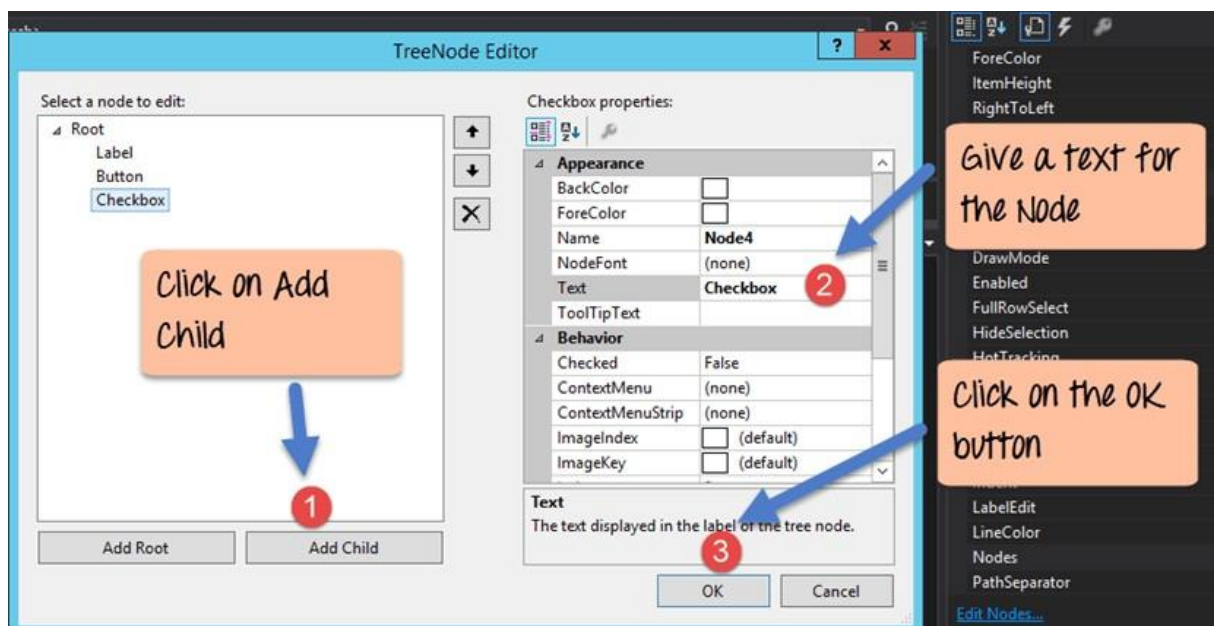 TreeNode Editor
?
x
Select a node to edit:
Root
Label
Button
Checkbox
Click on Add
Child
1
Add Root
Add Child
Checkbox properties:
Appearance
BackColor
ForeColor
Name Node4
NodeFont (none)
Text Checkbox
2
ToolTipText
Behavior
Checked False
ContextMenu (none)
ContextMenuStrip (none)
ImageIndex (default)
ImageKey (default)
Text
The text displayed in the label of the tree node.
3
OK
Cancel
ForeColor
ItemHeight
RightToLeft
Give a text for
the Node
DrawMode
Enabled
FullRowSelect
HideSelection
HotTracking
Click on the OK
button
LabelEdit
LineColor
Nodes
PathSeparator
Edit Nodes...